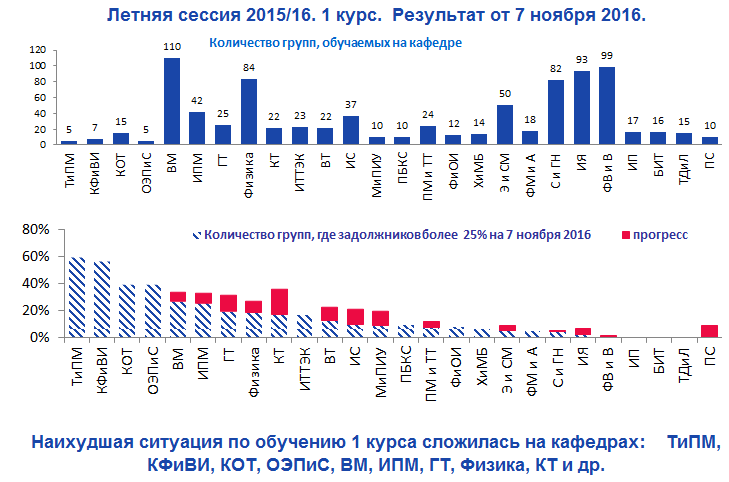 Летняя сессия 2015/16. 1 курс. Результат от 7 ноября 2016.
Количество групп, обучаемых на кафедре
120
100
80
60
40
20
0
5 7 15 5 110 42 25 84 22 23 22 37 10 10 24 12 14 50 18 82 93 99 17 16 15 10
ТиПМ КФиВИ КОТ ОЭПиС ВМ ИПМ ГТ Физика КТ ИТТЭК ВТ ИС МиПИУ ПБКС ПМ и ТТ ФиОИ ХиМБ Э и СМ ФМ и А С и ГН ИЯ ФВ и В ИП БИТ ТДиЛ ПС
Количество групп, где задолжников более 25% на 7 ноября 2016 прогресс
80%
60%
40%
20%
0%
ТиПМ КФиВИ КОТ ОЭПиС ВМ ИПМ ГТ Физика КТ ИТТЭК ВТ ИС МиПИУ ПБКС ПМ и ТТ ФиОИ ХиМБ Э и СМ ФМ и А С и ГН ИЯ ФВ и В ИП БИТ ТДиЛ ПС
Наихудшая ситуация по обучению 1 курса сложилась на кафедрах: ТиПМ,
КФиВИ, КОТ, ОЭПиС, ВМ, ИПМ, ГТ, Физика, КТ и др.